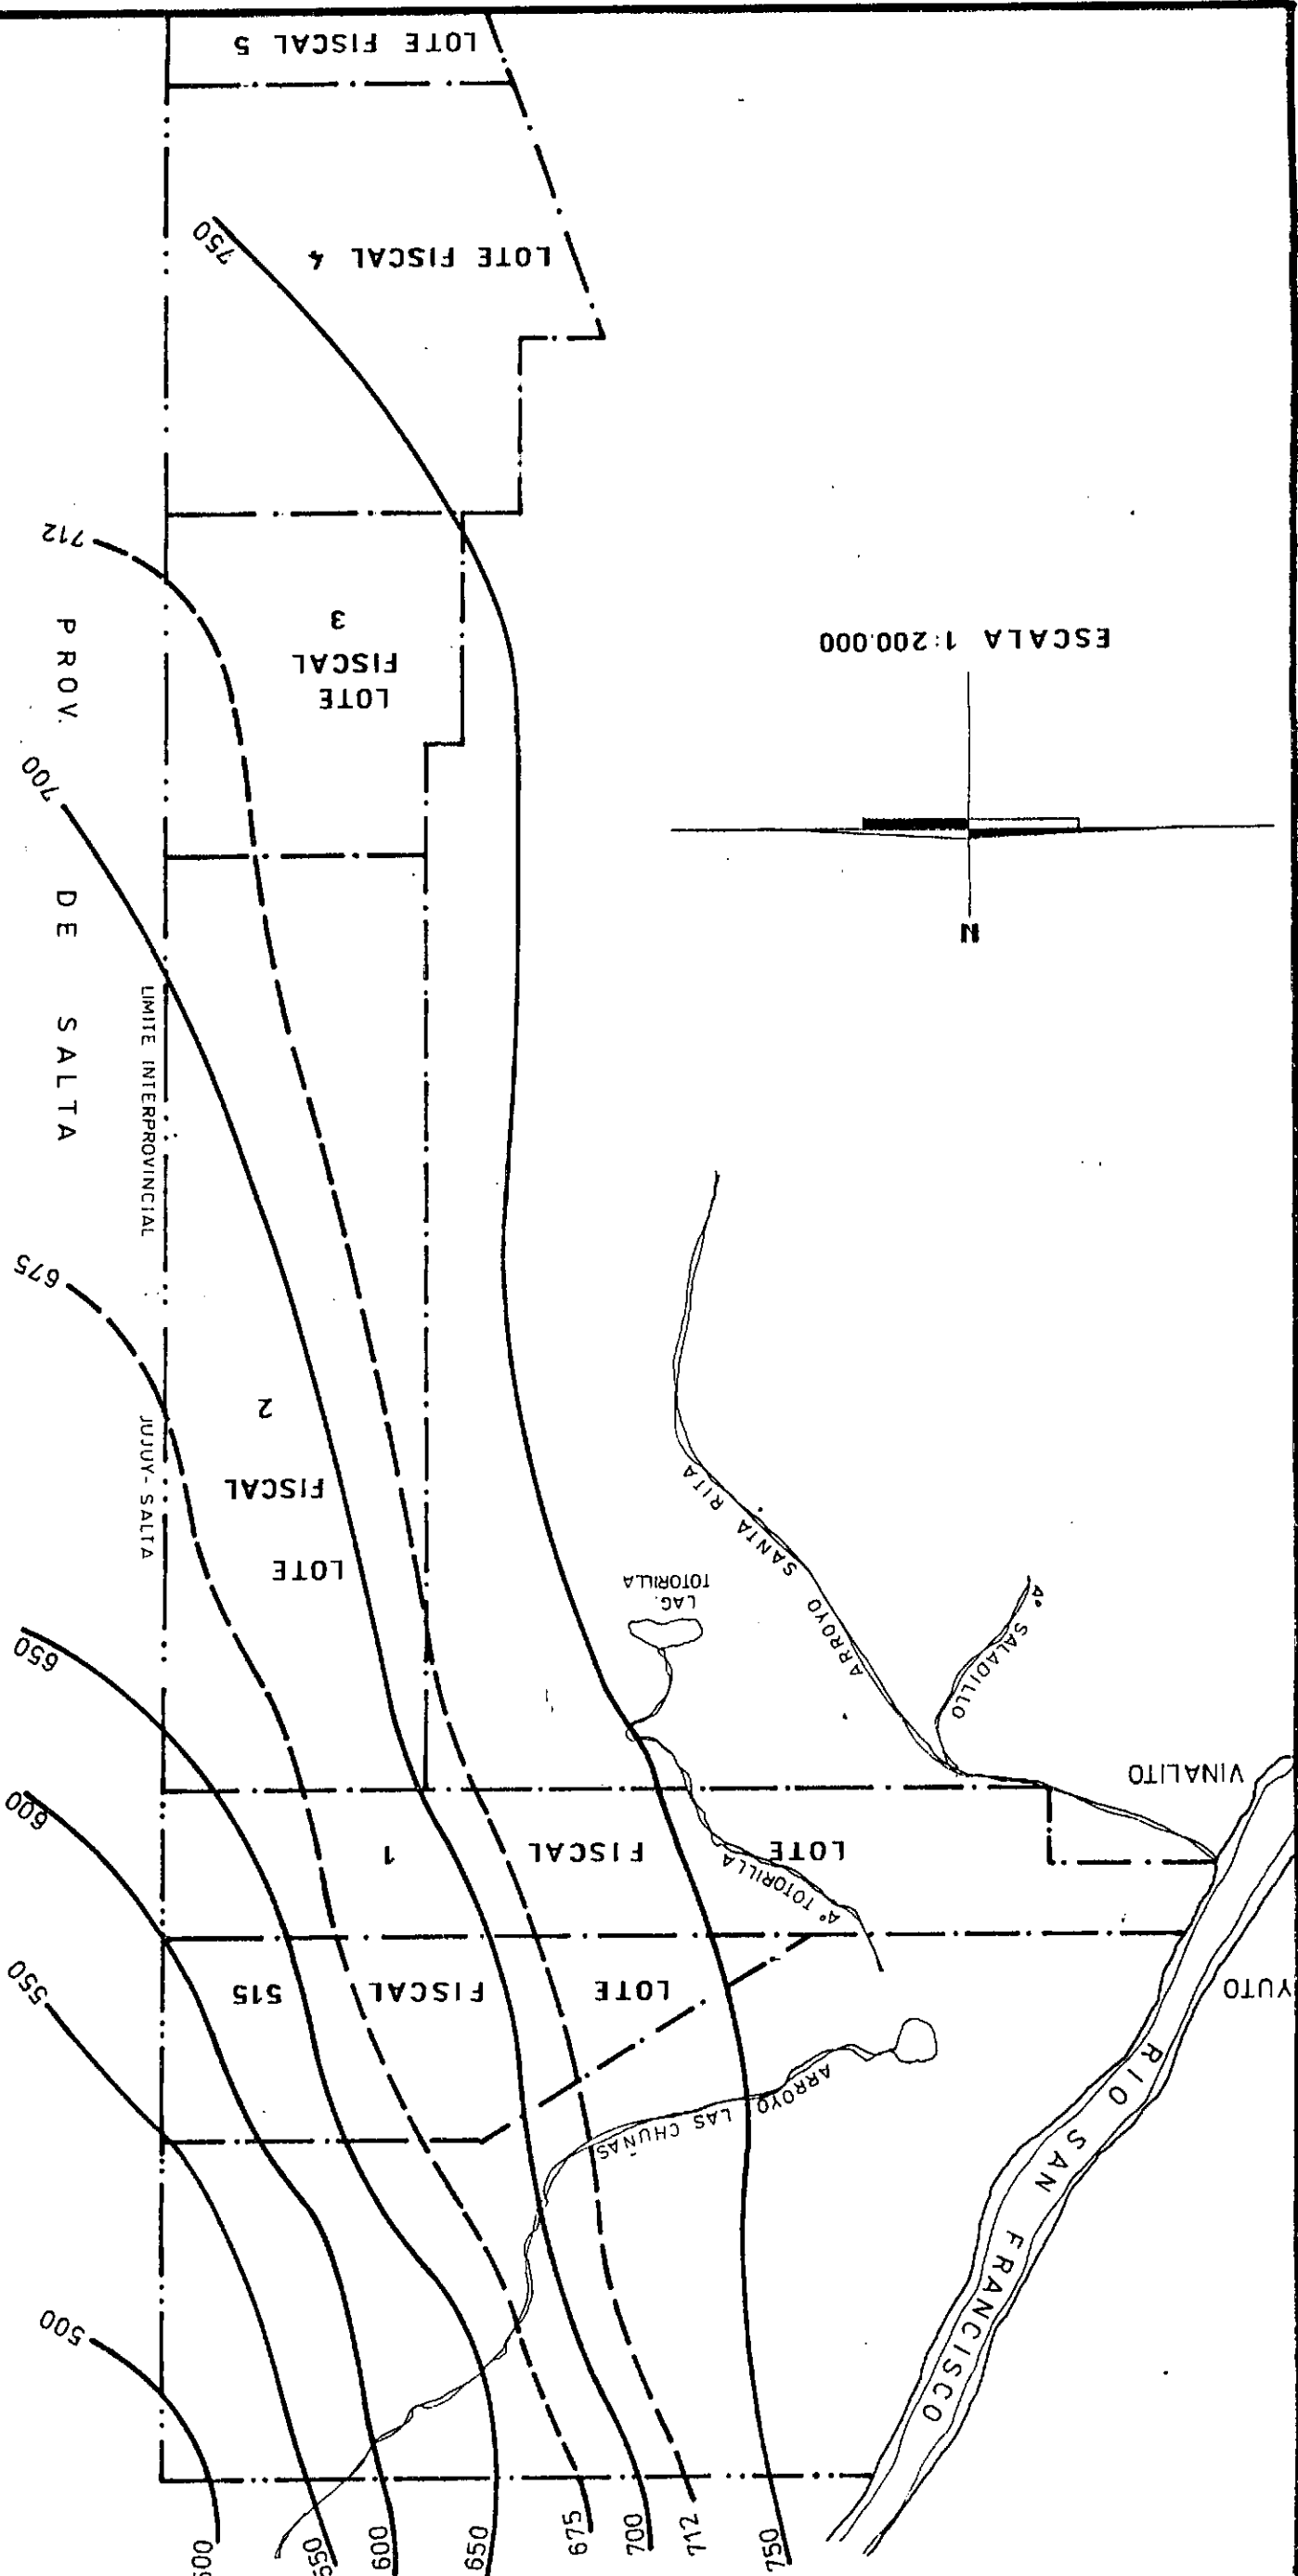 LOTE FISCAL 5
LOTE FISCAL 4
750
712
LOTE
FISCAL
3
ESCALA 1:200.000
N
700
PROV. DE SALTA
LIMITE INTERPROVINCIAL
JUJUY-SALTA
675
LOTE
FISCAL
2
ARROYO SANTA RITA
LAG.
TOTORILLA
A° SALADILLO
650
VINALITO
600
LOTE FISCAL 1
A° TOTORILLA
550
LOTE FISCAL 515
YUTO
ARROYO LAS CHUÑAS
RIO SAN FRANCISCO
500
550
600
650
675
700
712
750